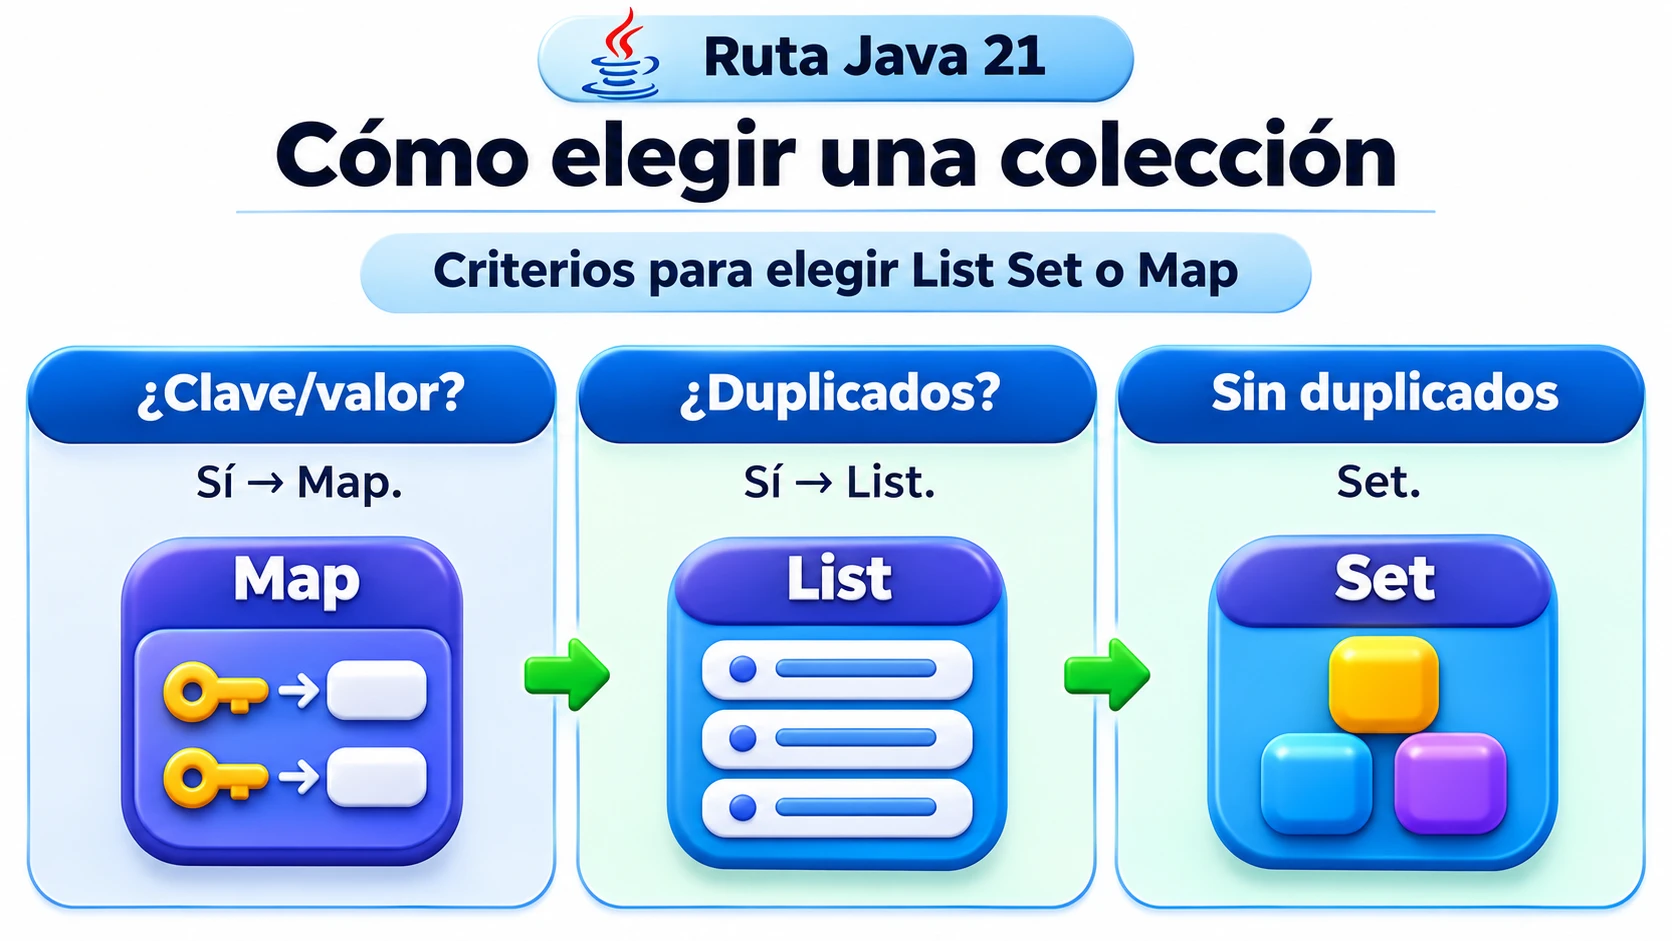 Ruta Java 21
Cómo elegir una colección
Criterios para elegir List Set o Map
¿Clave/valor?
Sí → Map.
Map
¿Duplicados?
Sí → List.
List
Sin duplicados
Set.
Set